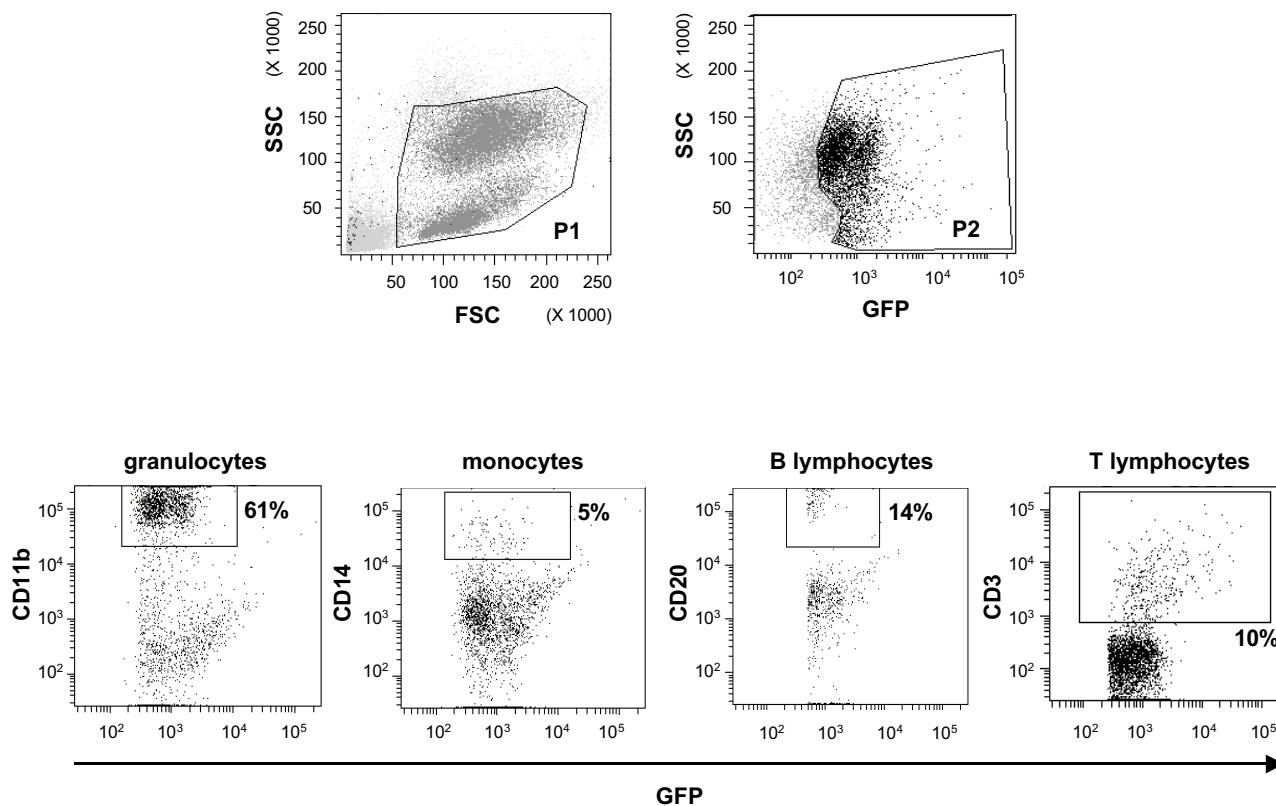 250
200
150
100
50
(X 1000)
SSC
P1
50 100 150 200 250
FSC (X 1000)
250
200
150
100
50
(X 1000)
SSC
P2
10² 10³ 10⁴ 10⁵
GFP
granulocytes
61%
CD11b
10⁵
10⁴
10³
10²
10² 10³ 10⁴ 10⁵
monocytes
5%
CD14
10⁵
10⁴
10³
10²
10² 10³ 10⁴ 10⁵
B lymphocytes
14%
CD20
10⁵
10⁴
10³
10²
10² 10³ 10⁴ 10⁵
T lymphocytes
10%
CD3
10⁵
10⁴
10³
10²
10² 10³ 10⁴ 10⁵
GFP